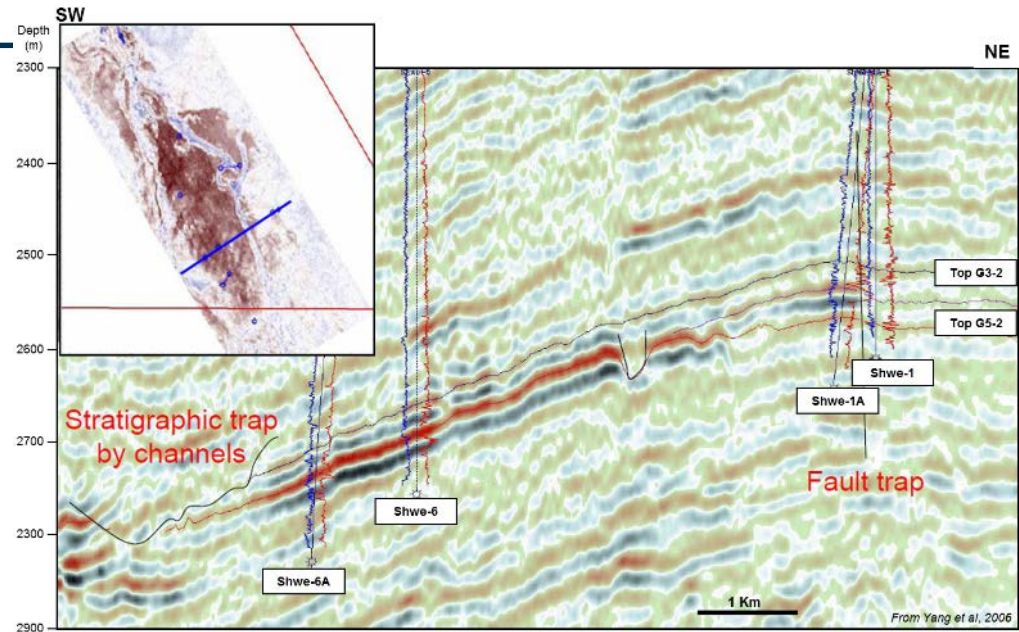 SW
Depth
(m)
NE
2300
2400
2500
2600
2700
2300
2900
Top G3-2
Top G5-2
Shwe-1
Shwe-1A
Stratigraphic trap
by channels
Fault trap
Shwe-6
Shwe-6A
1 Km
From Yang et al, 2006